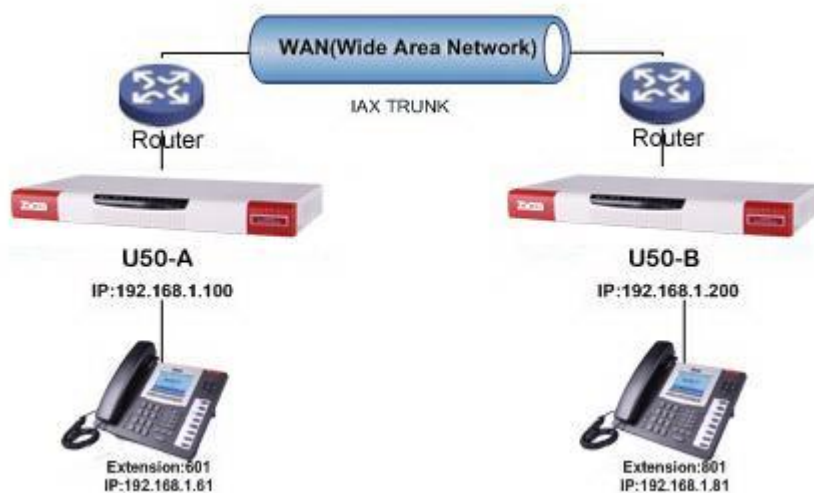 WAN(Wide Area Network)
IAX TRUNK
Router
Router
U50-A
U50-B
IP:192.168.1.100
IP:192.168.1.200
Extension:601
IP:192.168.1.61
Extension:801
IP:192.168.1.81